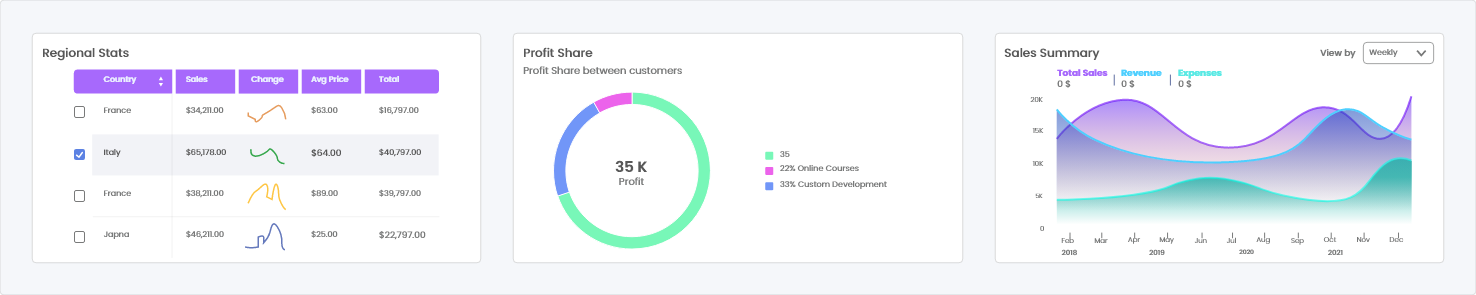 Regional Stats
Country Sales Change Avg Price Total
France $34,211.00 $63.00 $16,797.00
Italy $65,178.00 $64.00 $40,797.00
France $38,211.00 $89.00 $39,797.00
Japna $46,211.00 $25.00 $22,797.00
Profit Share
Profit Share between customers
35 K
Profit
35
22% Online Courses
33% Custom Development
Sales Summary
View by Weekly
Total Sales Revenue Expenses
0 $ 0 $ 0 $
20K
15K
10K
5K
0
Feb Mar Apr May Jun Jul Aug Sep Oct Nov Dec
2018 2019 2020 2021